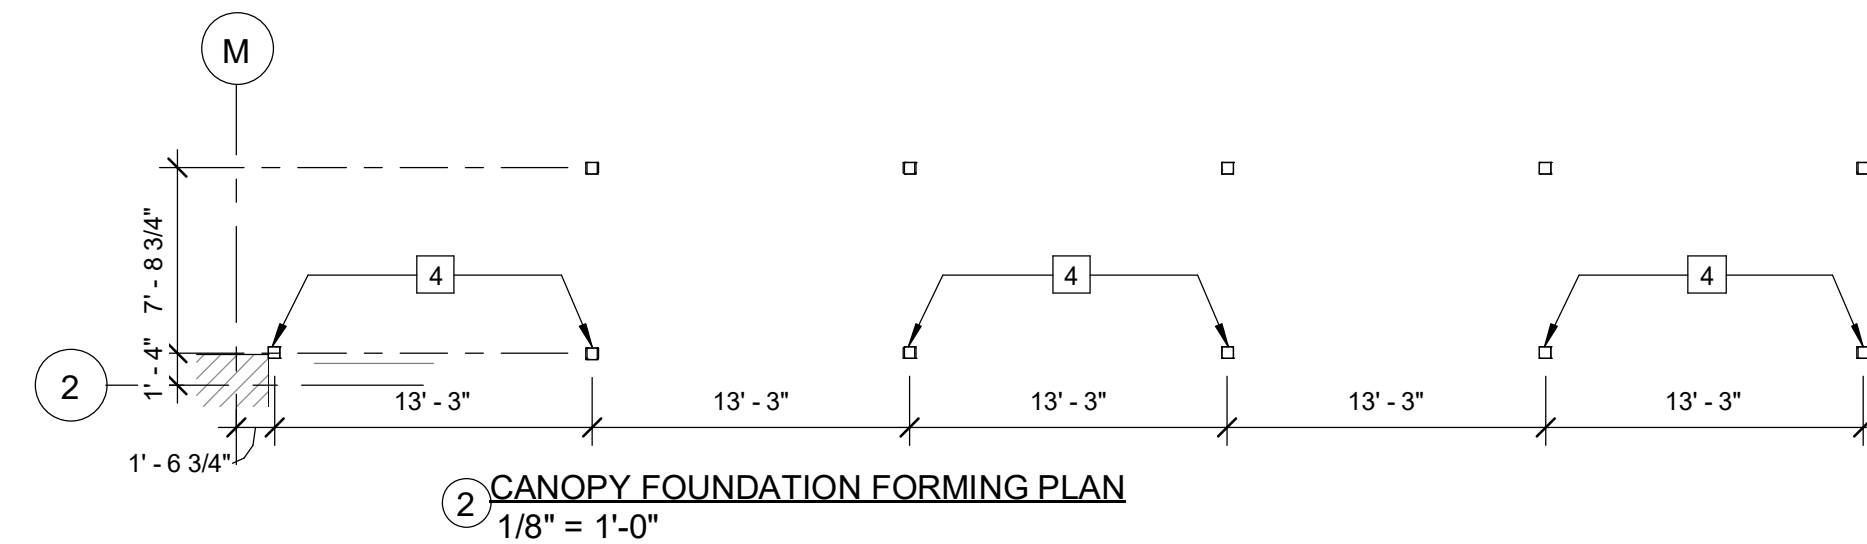 M
7' - 8 3/4"
4 4 4
1' - 4"
2
13' - 3" 13' - 3" 13' - 3" 13' - 3" 13' - 3"
1' - 6 3/4"
2 CANOPY FOUNDATION FORMING PLAN
1/8" = 1'-0"